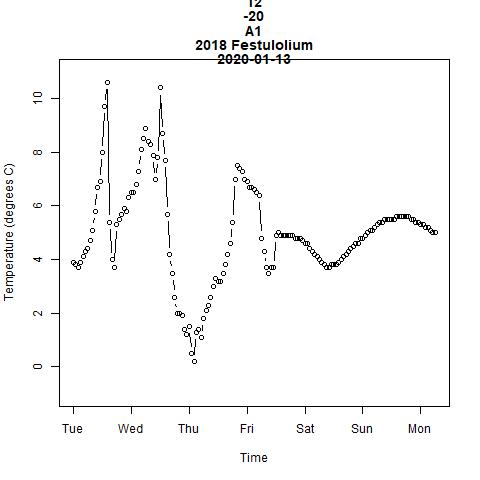 12
-20
A1
2018 Festulolium
2020-01-13
Temperature (degrees C)
10
8
6
4
2
0
Tue Wed Thu Fri Sat Sun Mon
Time